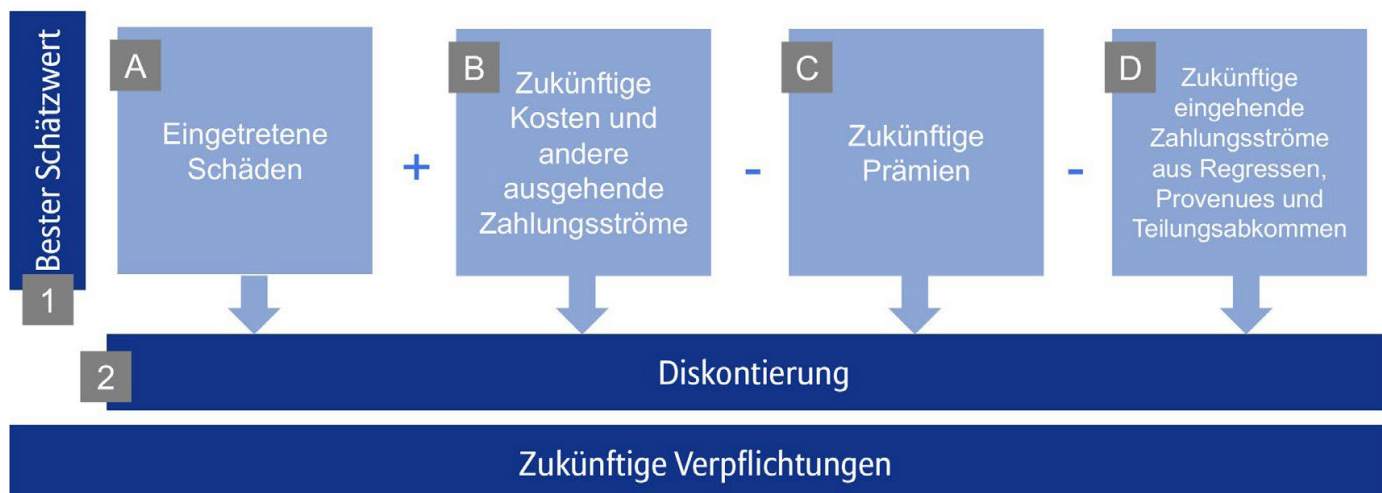 Bester Schätzwert
1
A
Eingetretene
Schäden
+
B
Zukünftige
Kosten und
andere
ausgehende
Zahlungsströme
-
C
Zukünftige
Prämien
-
D
Zukünftige
eingehende
Zahlungsströme
aus Regressen,
Provenues und
Teilungsabkommen
2
Diskontierung
Zukünftige Verpflichtungen